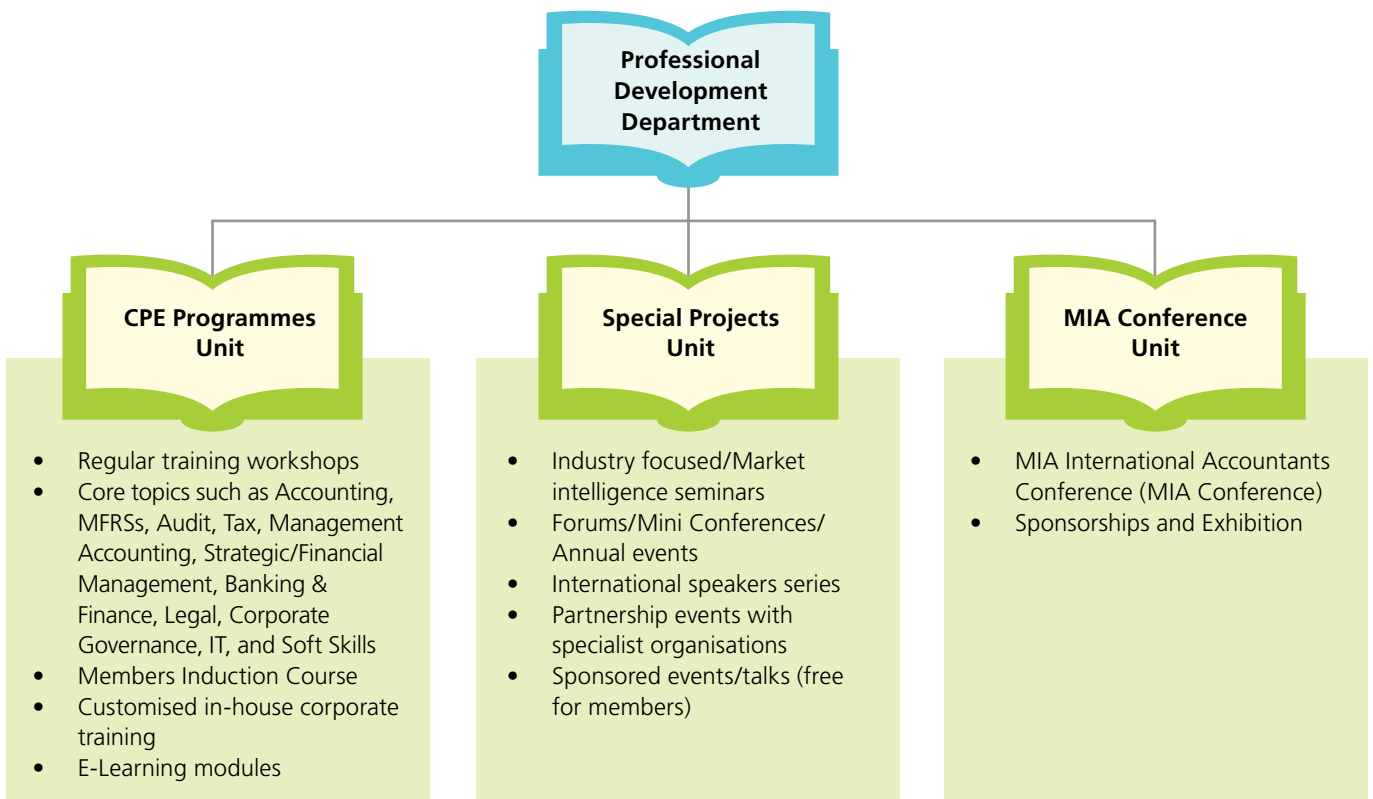 Professional
Development
Department
CPE Programmes
Unit
• Regular training workshops
• Core topics such as Accounting,
MFRSs, Audit, Tax, Management
Accounting, Strategic/Financial
Management, Banking &
Finance, Legal, Corporate
Governance, IT, and Soft Skills
• Members Induction Course
• Customised in-house corporate
training
• E-Learning modules
Special Projects
Unit
• Industry focused/Market
intelligence seminars
• Forums/Mini Conferences/
Annual events
• International speakers series
• Partnership events with
specialist organisations
• Sponsored events/talks (free
for members)
MIA Conference
Unit
• MIA International Accountants
Conference (MIA Conference)
• Sponsorships and Exhibition